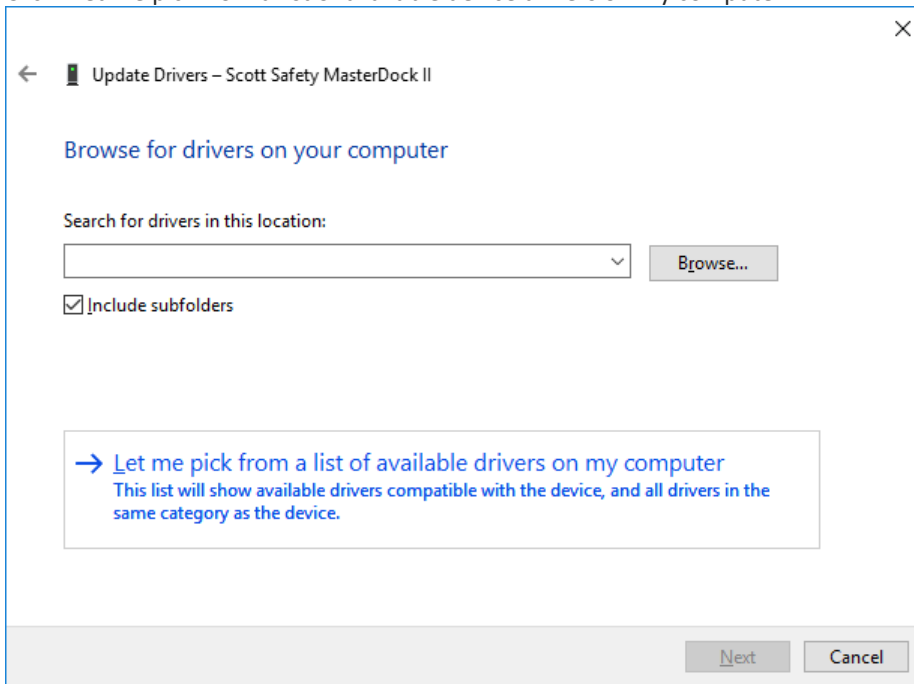 Update Drivers – Scott Safety MasterDock II
Browse for drivers on your computer
Search for drivers in this location:
Browse...
Include subfolders
Let me pick from a list of available drivers on my computer
This list will show available drivers compatible with the device, and all drivers in the
same category as the device.
Next
Cancel